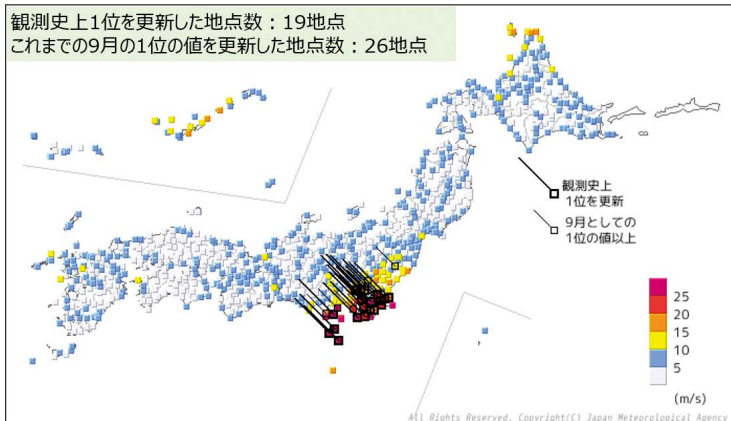 観測史上1位を更新した地点数：19地点
これまでの9月の1位の値を更新した地点数：26地点
観測史上
1位を更新
9月としての
1位の値以上
25
20
15
10
5
(m/s)
All Rights Reserved. Copyright(C) Japan Meteorological Agency